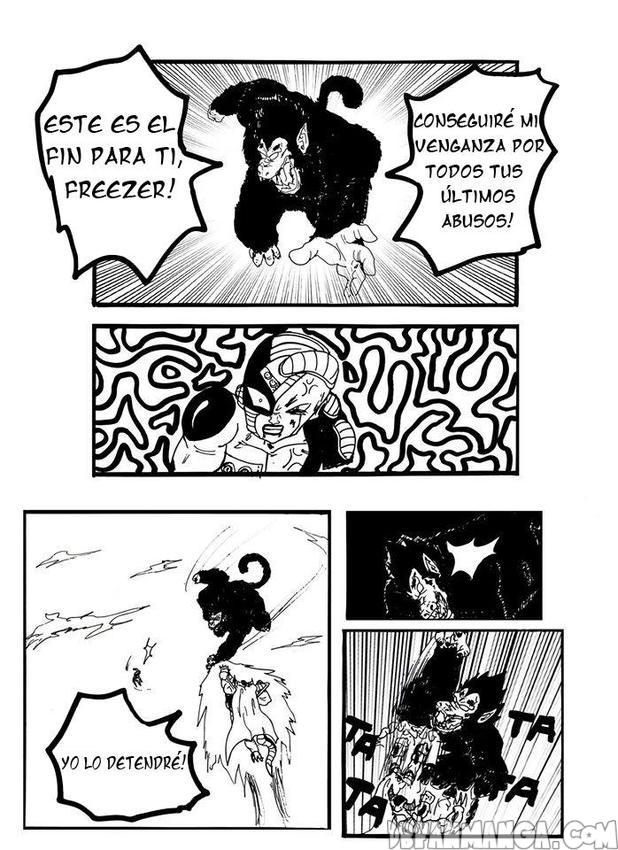 ESTE ES EL
FIN PARA TI,
FREEZER!
CONSEGUIRÉ MI
VENGANZA POR
TODOS TUS
ÚLTIMOS
ABUSOS!
YO LO DETENDRÉ!
TA
TA
TA
TA
TA
DBFANMANGA.COM